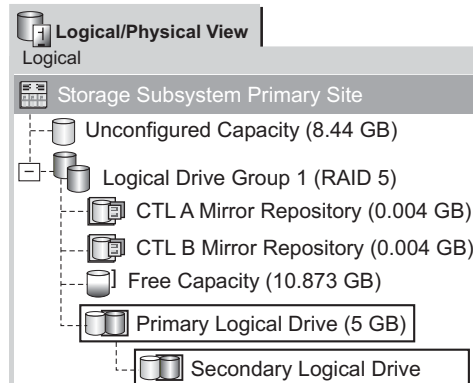 Logical/Physical View
Logical
Storage Subsystem Primary Site
Unconfigured Capacity (8.44 GB)
Logical Drive Group 1 (RAID 5)
CTL A Mirror Repository (0.004 GB)
CTL B Mirror Repository (0.004 GB)
Free Capacity (10.873 GB)
Primary Logical Drive (5 GB)
Secondary Logical Drive